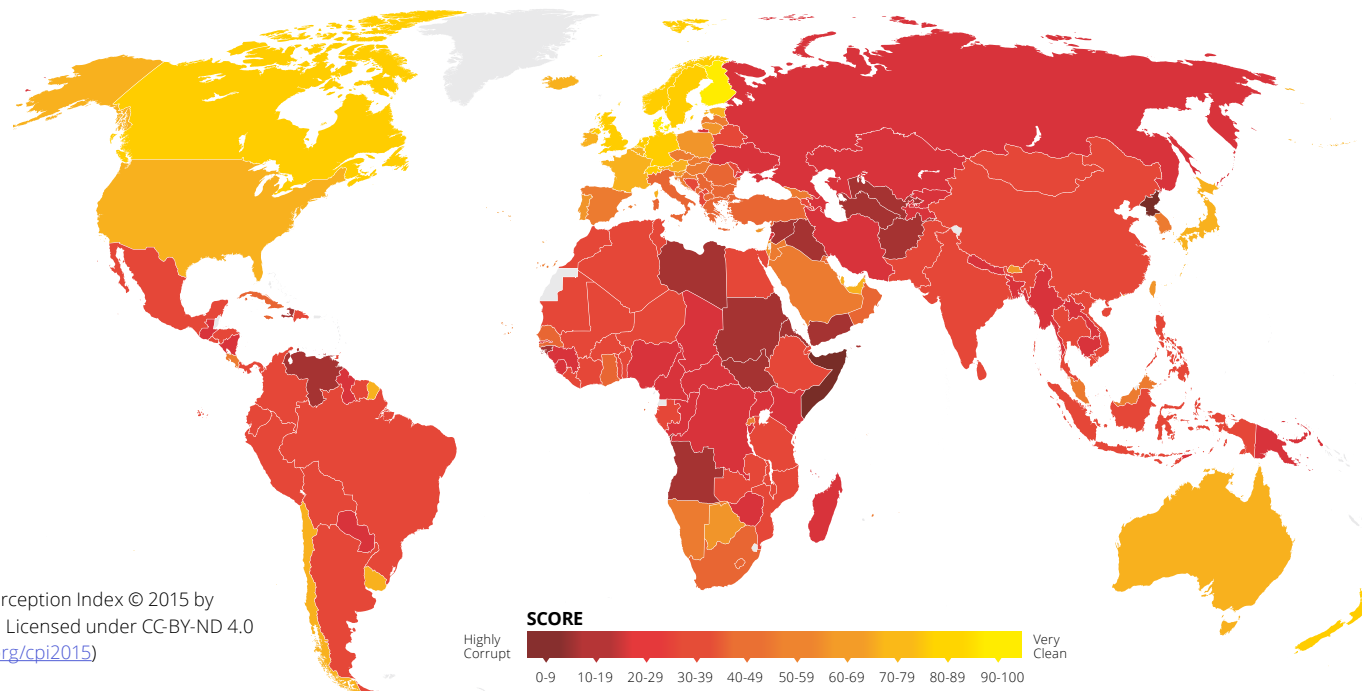 rception Index © 2015 by
Licensed under CC-BY-ND 4.0
rg/cpi2015)
SCORE
Highly
Corrupt
Very
Clean
0-9 10-19 20-29 30-39 40-49 50-59 60-69 70-79 80-89 90-100